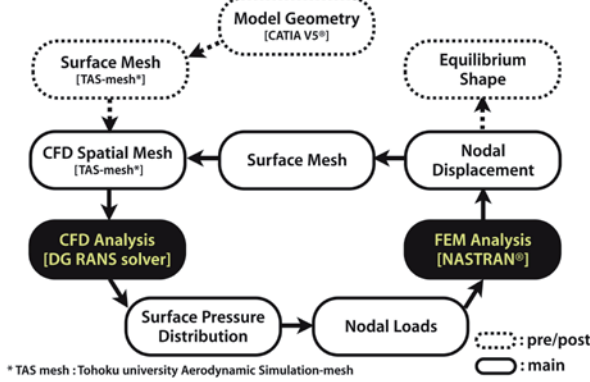 Model Geometry
[CATIA V5®]
Surface Mesh
[TAS-mesh*]
Equilibrium
Shape
CFD Spatial Mesh
[TAS-mesh*]
Surface Mesh
Nodal
Displacement
CFD Analysis
[DG RANS solver]
FEM Analysis
[NASTRAN®]
Surface Pressure
Distribution
Nodal Loads
: pre/post
: main
* TAS mesh : Tohoku university Aerodynamic Simulation-mesh